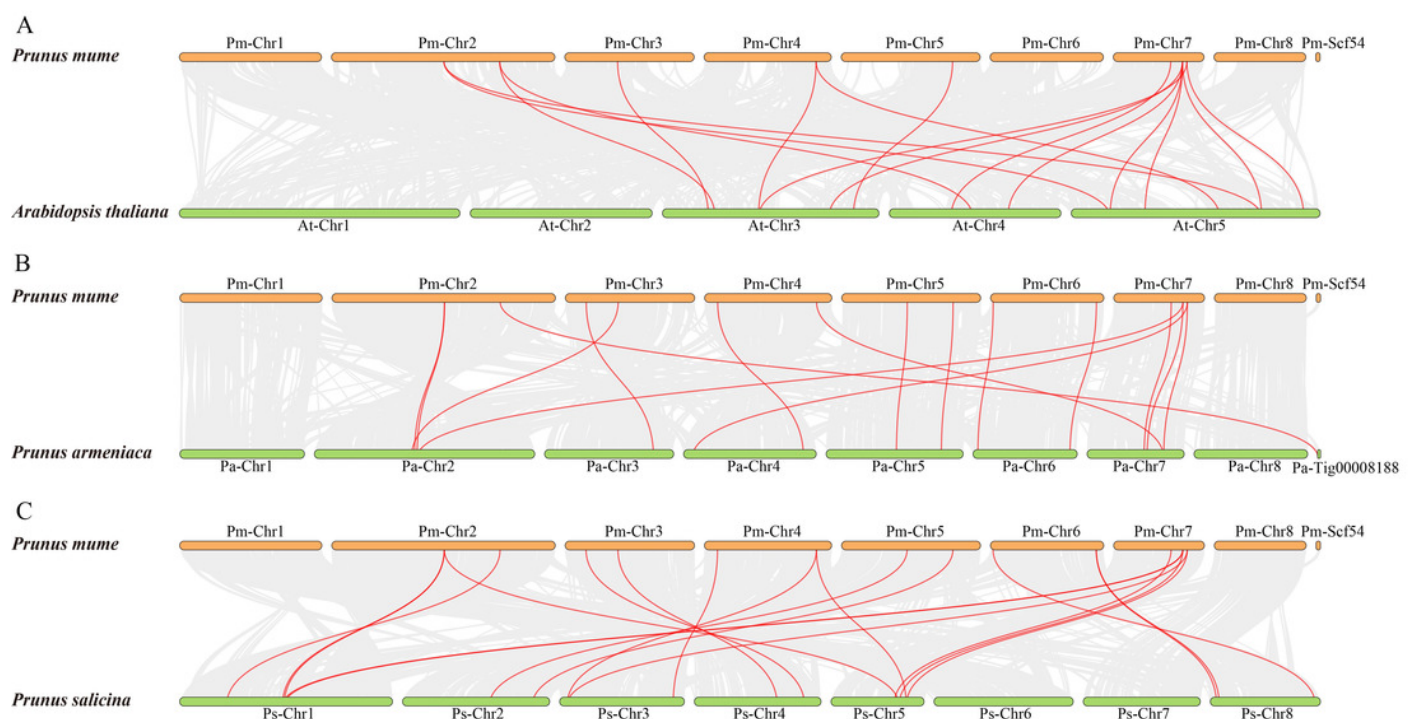 A
Pm-Chr1 Pm-Chr2 Pm-Chr3 Pm-Chr4 Pm-Chr5 Pm-Chr6 Pm-Chr7 Pm-Chr8 Pm-Scf54
Prunus mume
Arabidopsis thaliana
At-Chr1 At-Chr2 At-Chr3 At-Chr4 At-Chr5
B
Pm-Chr1 Pm-Chr2 Pm-Chr3 Pm-Chr4 Pm-Chr5 Pm-Chr6 Pm-Chr7 Pm-Chr8 Pm-Scf54
Prunus mume
Prunus armeniaca
Pa-Chr1 Pa-Chr2 Pa-Chr3 Pa-Chr4 Pa-Chr5 Pa-Chr6 Pa-Chr7 Pa-Chr8 Pa-Tig00008188
C
Pm-Chr1 Pm-Chr2 Pm-Chr3 Pm-Chr4 Pm-Chr5 Pm-Chr6 Pm-Chr7 Pm-Chr8 Pm-Scf54
Prunus mume
Prunus salicina
Ps-Chr1 Ps-Chr2 Ps-Chr3 Ps-Chr4 Ps-Chr5 Ps-Chr6 Ps-Chr7 Ps-Chr8